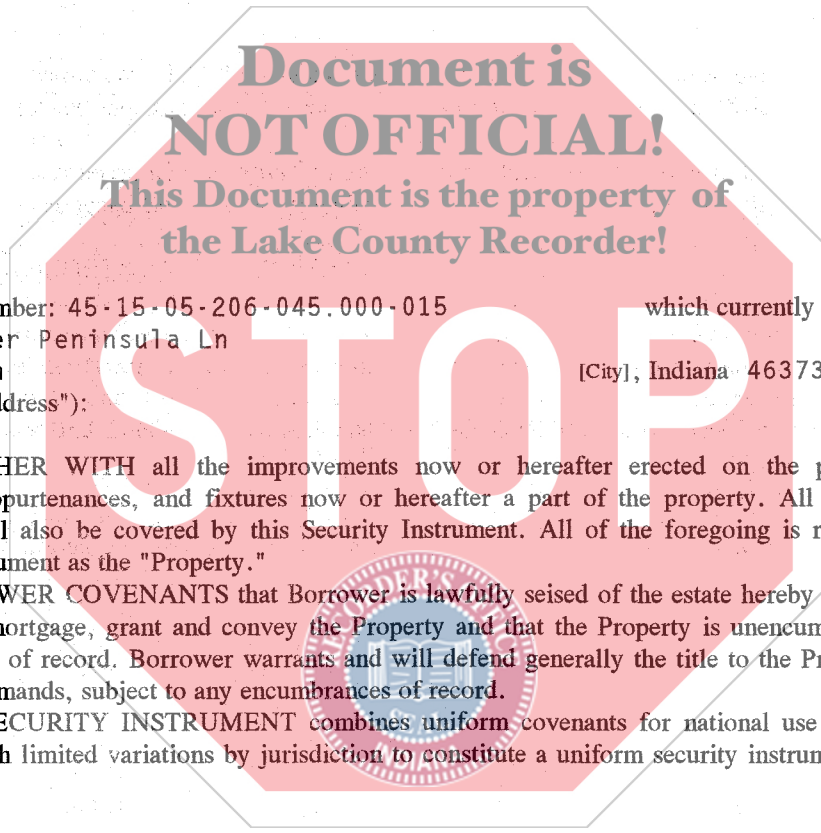 Document is
NOT OFFICIAL!
This Document is the property of
the Lake County Recorder!
mber: 45-15-05-206-045.000-015 which currently
er Peninsula Ln
[City], Indiana 46373
ddress"):
STOP
HER WITH all the improvements now or hereafter erected on the p
ppurtenances, and fixtures now or hereafter a part of the property. All
l also be covered by this Security Instrument. All of the foregoing is r
ument as the "Property."
WER COVENANTS that Borrower is lawfully seised of the estate hereby
mortgage, grant and convey the Property and that the Property is unencum
of record. Borrower warrants and will defend generally the title to the Pr
mands, subject to any encumbrances of record.
ECURITY INSTRUMENT combines uniform covenants for national use
h limited variations by jurisdiction to constitute a uniform security instrum
RECORDER'S OFFIC
SEAL
INDIANA